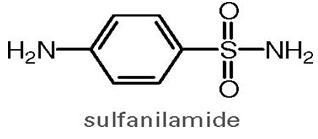 O
H₂N S NH₂
O
sulfanilamide